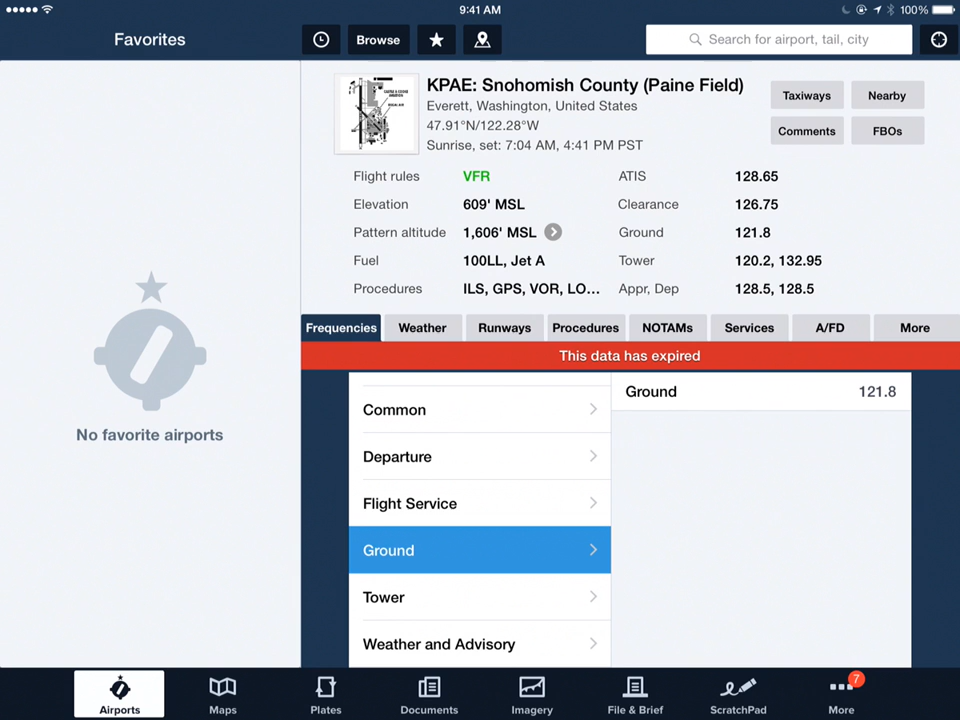 9:41 AM
100%
Favorites
Browse
Search for airport, tail, city
KPAE: Snohomish County (Paine Field)
Everett, Washington, United States
47.91°N/122.28°W
Sunrise, set: 7:04 AM, 4:41 PM PST
Taxiways
Nearby
Comments
FBOs
Flight rules VFR
Elevation 609' MSL
Pattern altitude 1,606' MSL
Fuel 100LL, Jet A
Procedures ILS, GPS, VOR, LO...
ATIS 128.65
Clearance 126.75
Ground 121.8
Tower 120.2, 132.95
Appr, Dep 128.5, 128.5
Frequencies Weather Runways Procedures NOTAMs Services A/FD More
This data has expired
Common
Departure
Flight Service
Ground
Tower
Weather and Advisory
Ground 121.8
No favorite airports
Airports Maps Plates Documents Imagery File & Brief ScratchPad More
7